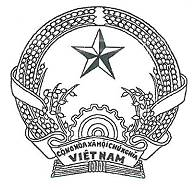 CỘNG HÒA XÃ HỘI CHỦ NGHĨA
VIỆT NAM